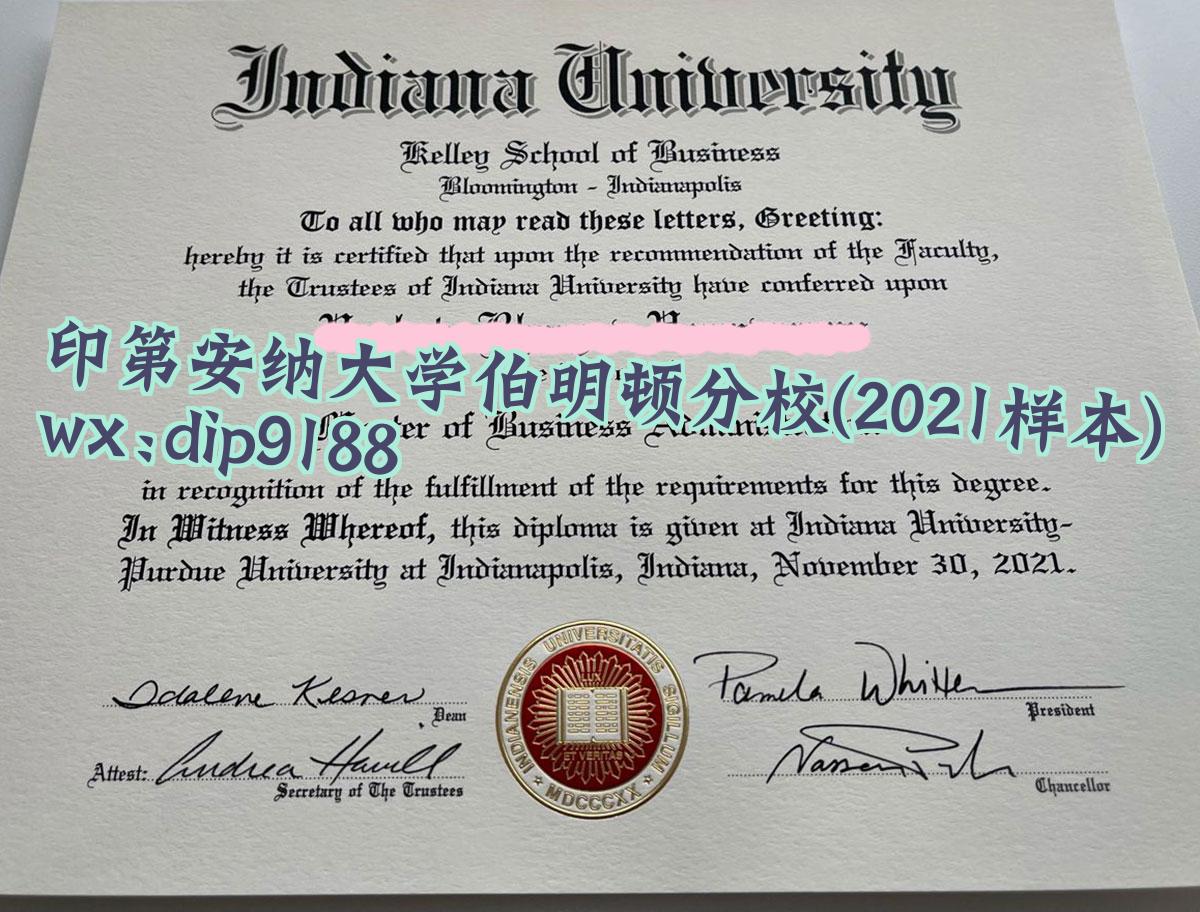 Indiana University
Kelley School of Business
Bloomington - Indianapolis
To all who may read these letters, Greeting:
hereby it is certified that upon the recommendation of the Faculty,
the Trustees of Indiana University have conferred upon
印第安纳大学伯明顿分校(2021样本)
wx:dip9188
of Business
in recognition of the fulfillment of the requirements for this degree.
In Witness Whereof, this diploma is given at Indiana University-
Purdue University at Indianapolis, Indiana, November 30, 2021.
Idalene Kesner
Dean
Pamela Whitten
President
Attest:
Secretary of The Trustees
Chancellor
INDIANENSIS UNIVERSITATIS SIGILLUM
LUX
ET VERITAS
MDCCCXX